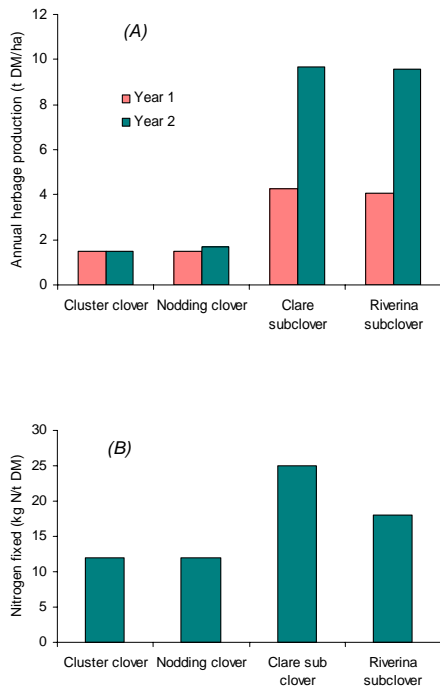 (A)
Annual herbage production (t DM/ha)
12
10
8
6
4
2
0
Year 1
Year 2
Cluster clover
Nodding clover
Clare
subclover
Riverina
subclover
(B)
Nitrogen fixed (kg N/t DM)
30
25
20
15
10
5
0
Cluster clover
Nodding clover
Clare sub
clover
Riverina
subclover